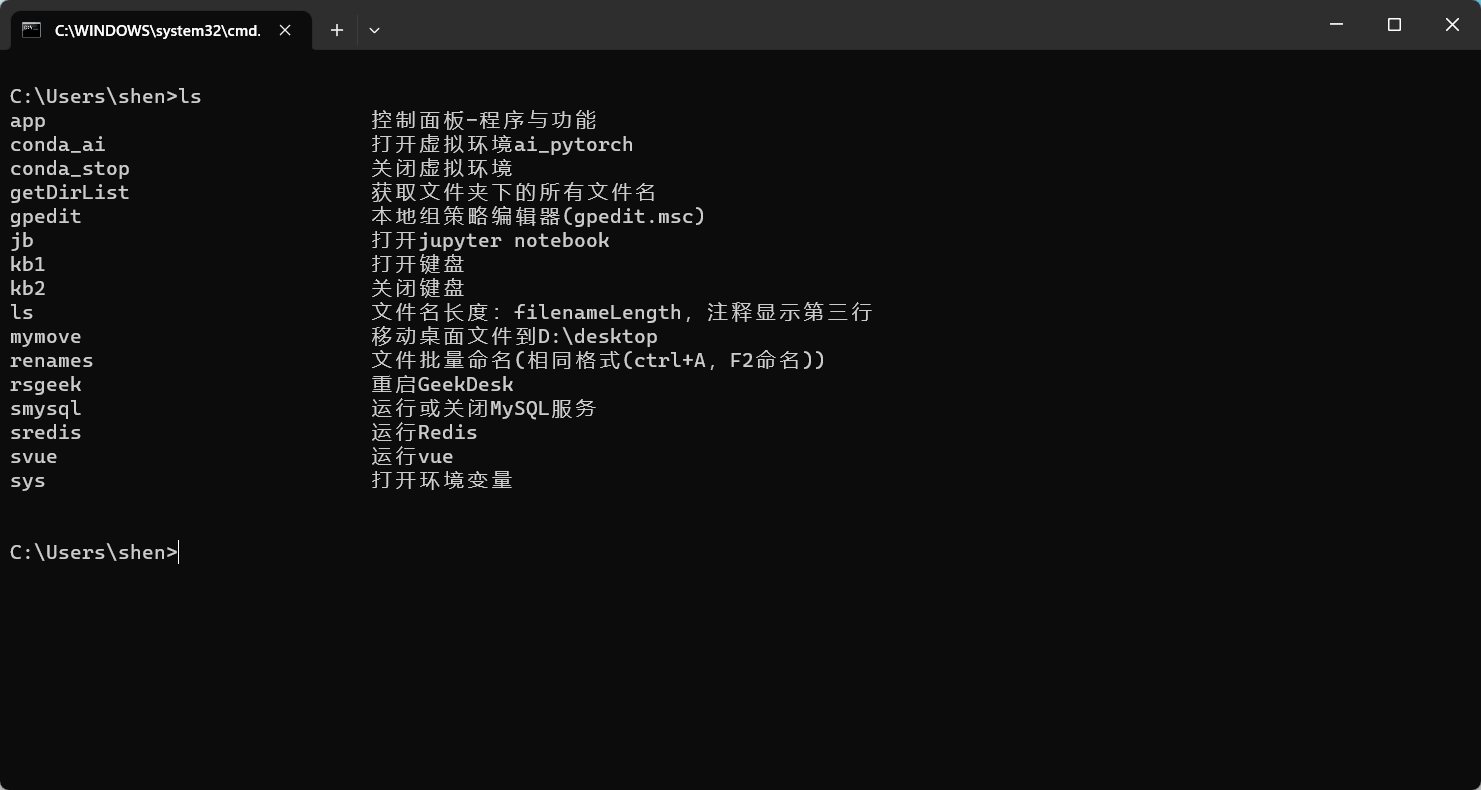 C:\WINDOWS\system32\cmd.
C:\Users\shen>ls
app 控制面板-程序与功能
conda_ai 打开虚拟环境ai_pytorch
conda_stop 关闭虚拟环境
getDirList 获取文件夹下的所有文件名
gpedit 本地组策略编辑器(gpedit.msc)
jb 打开jupyter notebook
kb1 打开键盘
kb2 关闭键盘
ls 文件名长度：filenameLength，注释显示第三行
mymove 移动桌面文件到D:\desktop
renames 文件批量命名(相同格式(ctrl+A，F2命名))
rsgeek 重启GeekDesk
smysql 运行或关闭MySQL服务
sredis 运行Redis
svue 运行vue
sys 打开环境变量
C:\Users\shen>